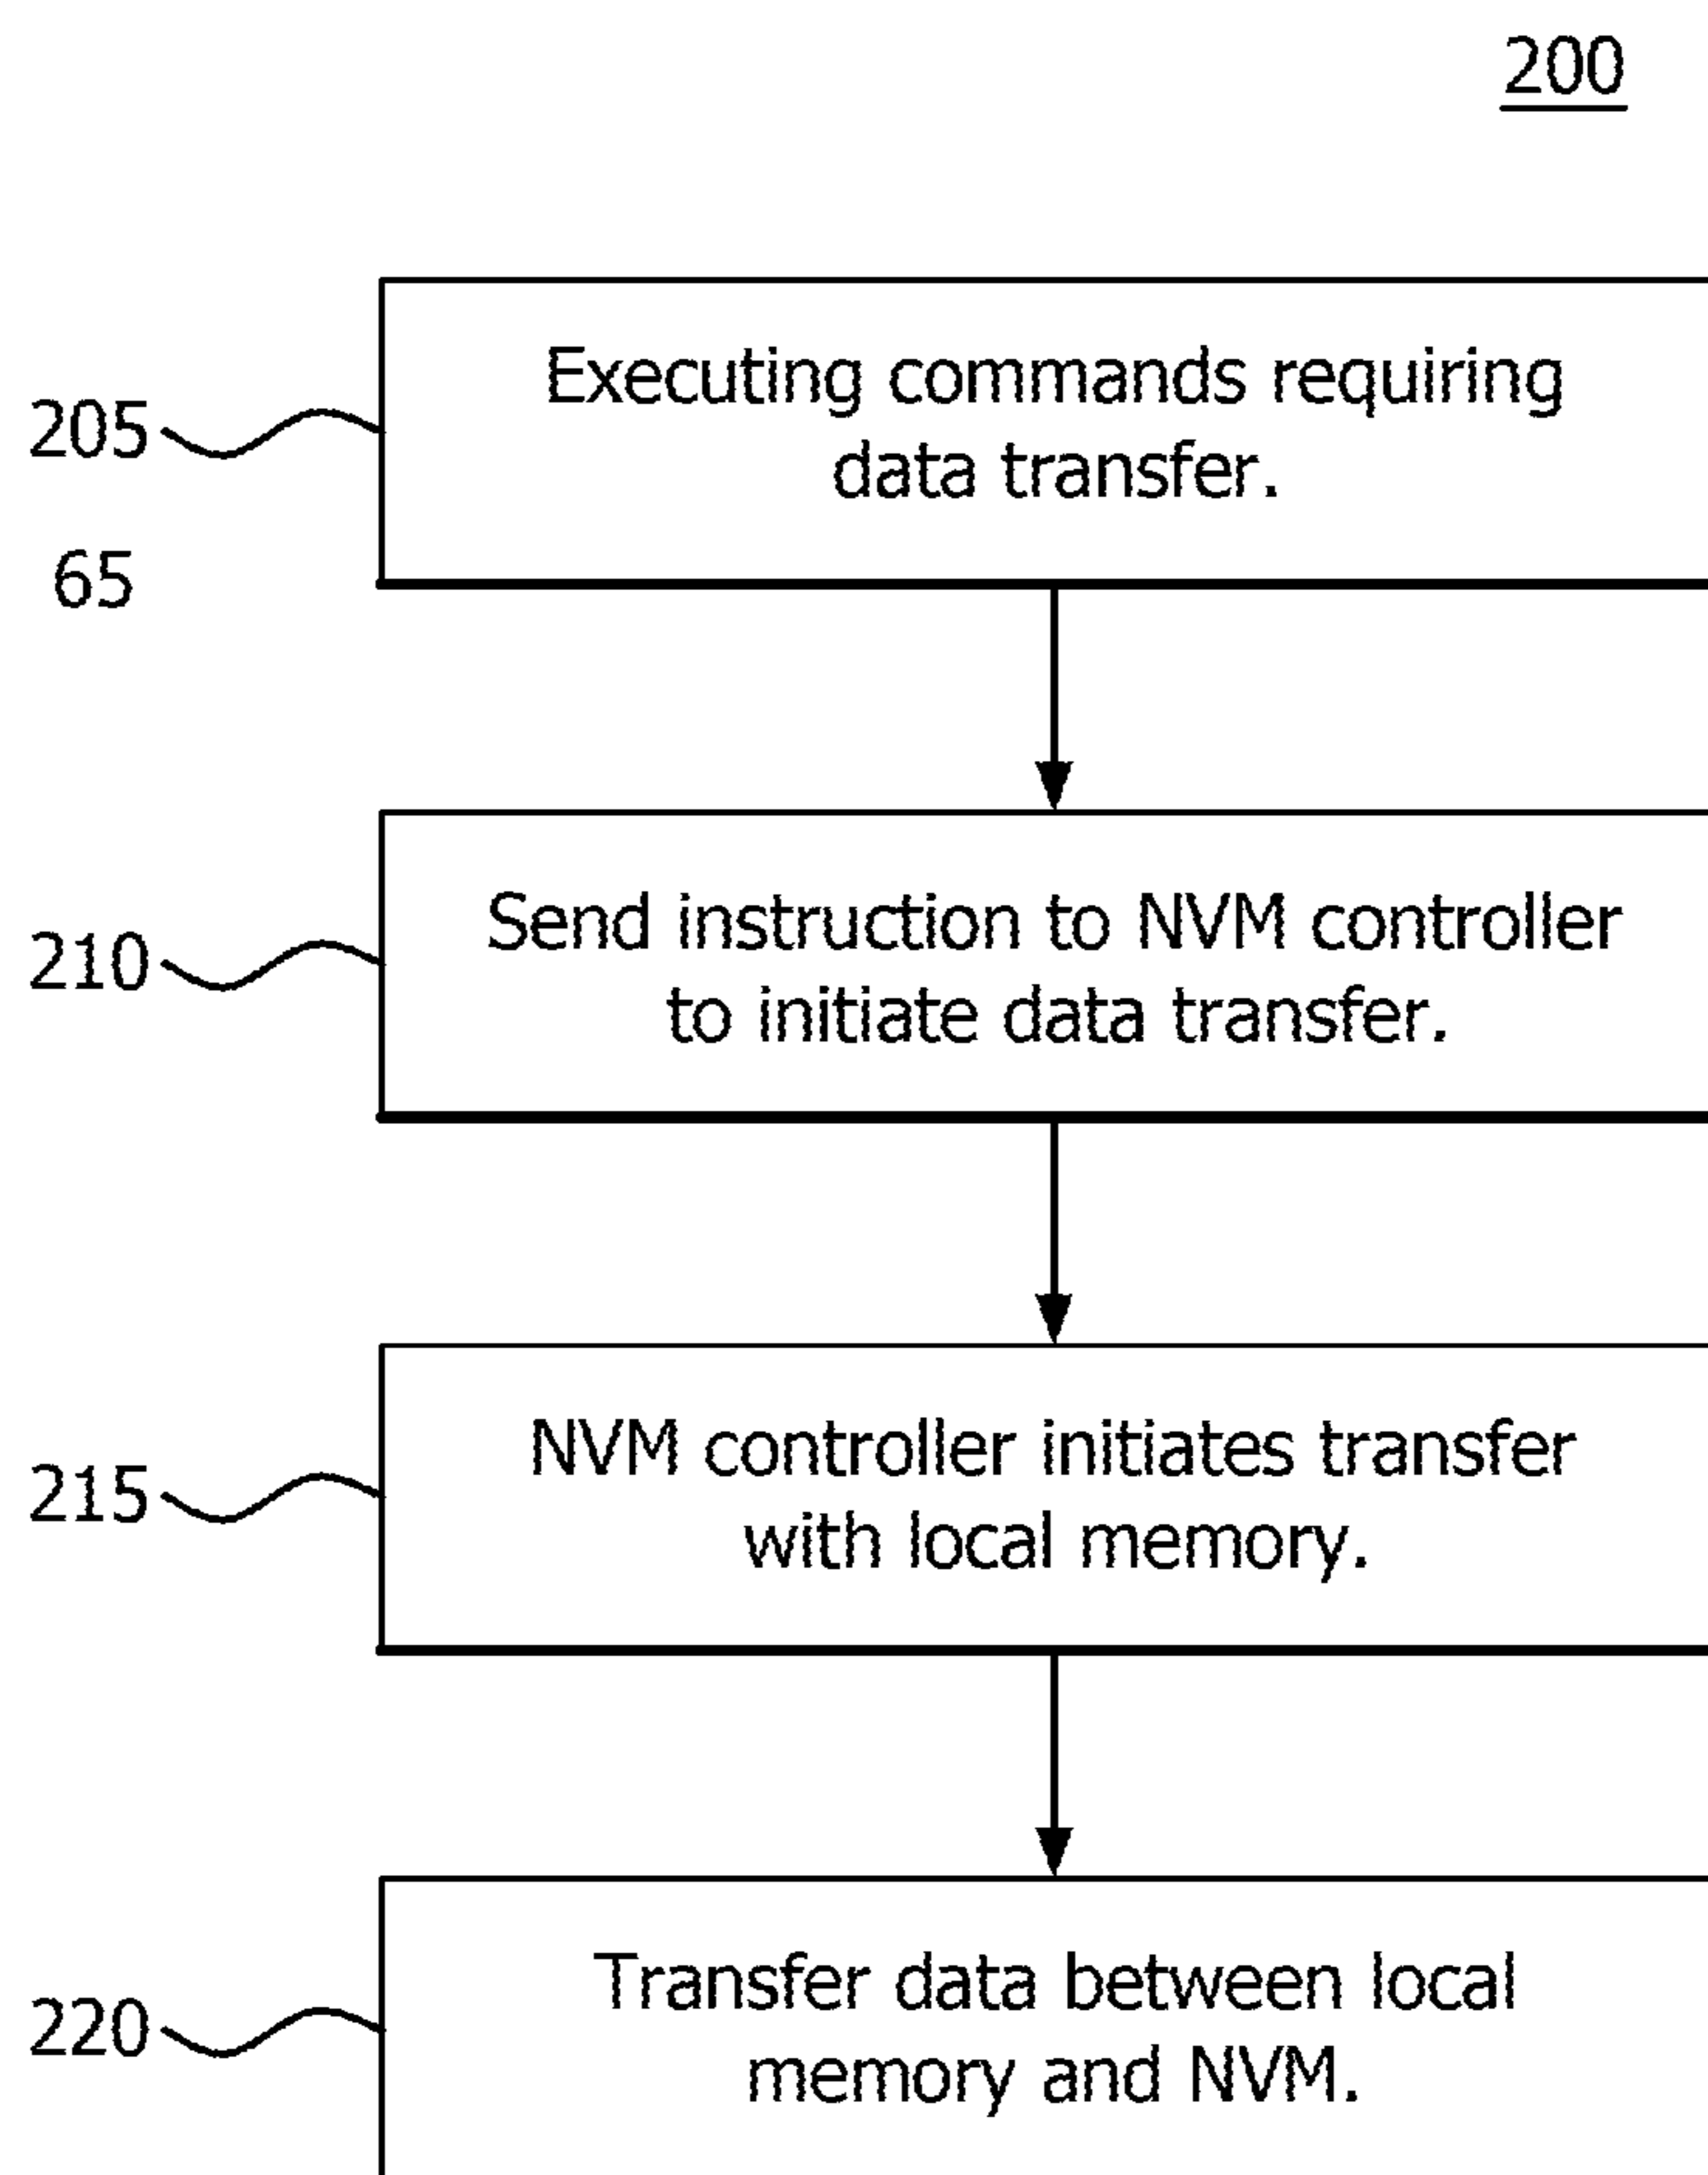 200
205
Executing commands requiring
data transfer.
65
210
Send instruction to NVM controller
to initiate data transfer.
215
NVM controller initiates transfer
with local memory.
220
Transfer data between local
memory and NVM.